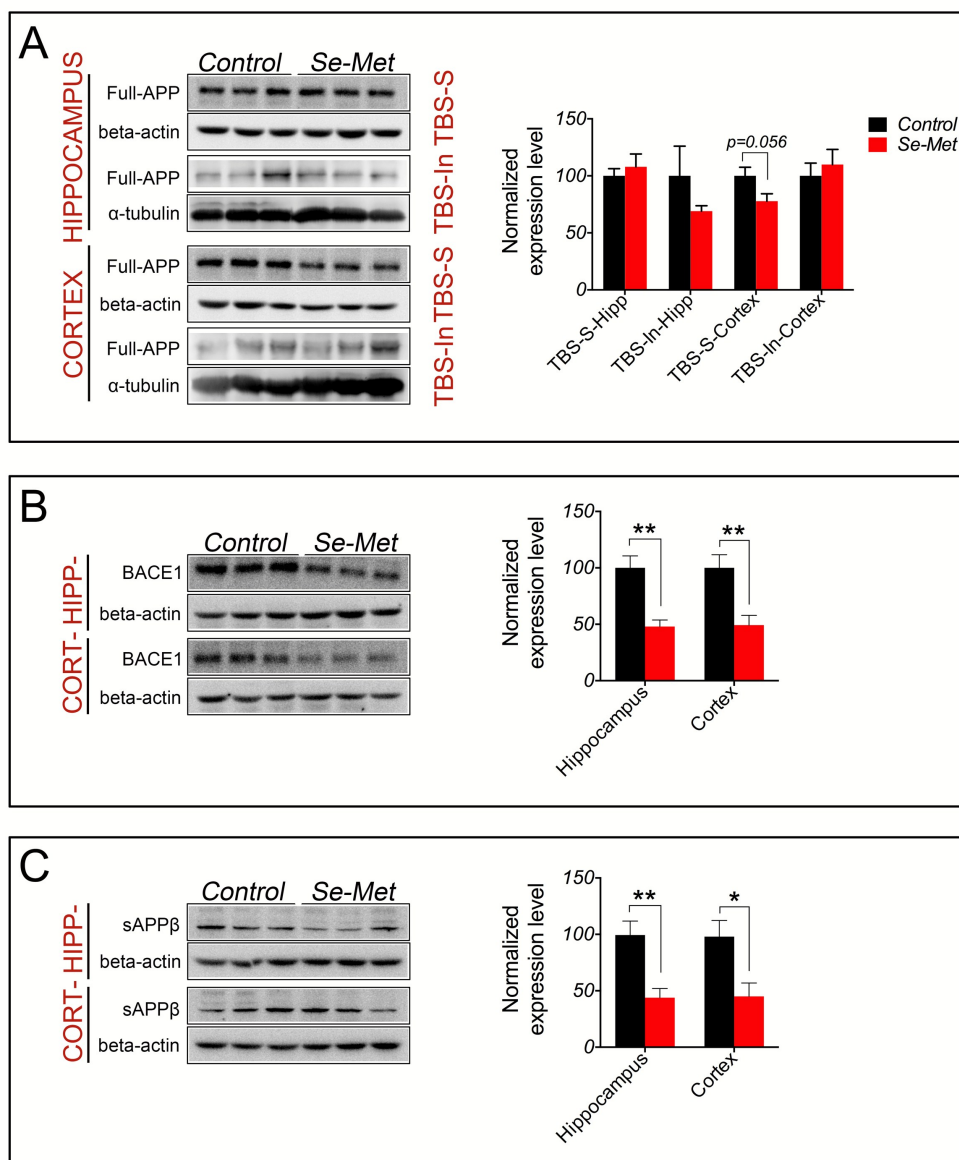 A
HIPPOCAMPUS
CORTEX
Control Se-Met
Full-APP
beta-actin
Full-APP
α-tubulin
Full-APP
beta-actin
Full-APP
α-tubulin
TBS-In TBS-S
TBS-In TBS-S
Normalized
expression level
150
100
50
0
p=0.056
Control
Se-Met
TBS-S-Hipp
TBS-In-Hipp
TBS-S-Cortex
TBS-In-Cortex
B
CORT- HIPP-
Control Se-Met
BACE1
beta-actin
BACE1
beta-actin
Normalized
expression level
150
100
50
0
** **
Hippocampus
Cortex
C
CORT- HIPP-
Control Se-Met
sAPPβ
beta-actin
sAPPβ
beta-actin
Normalized
expression level
150
100
50
0
** *
Hippocampus
Cortex